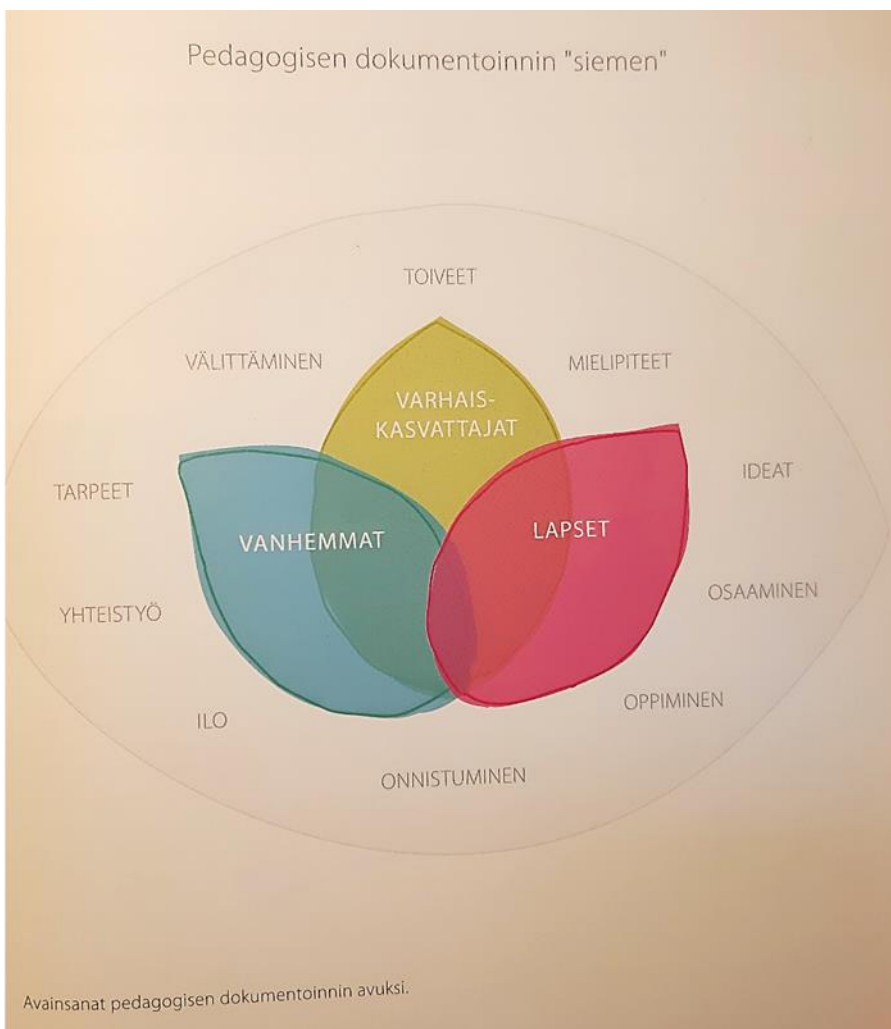 Pedagogisen dokumentoinnin "siemen"
TOIVEET
VÄLITTÄMINEN
MIELIPITEET
VARHAIS-
KASVATTAJAT
TARPEET
IDEAT
VANHEMMAT
LAPSET
YHTEISTYÖ
OSAAMINEN
ILO
OPPIMINEN
ONNISTUMINEN
Avainsanat pedagogisen dokumentoinnin avuksi.